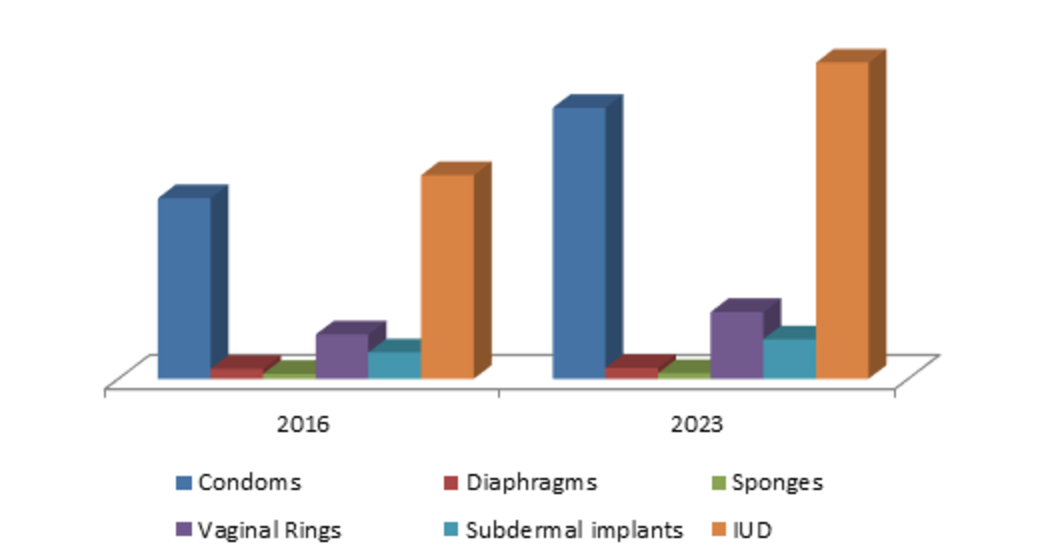 2016 2023
Condoms Diaphragms Sponges
Vaginal Rings Subdermal implants IUD